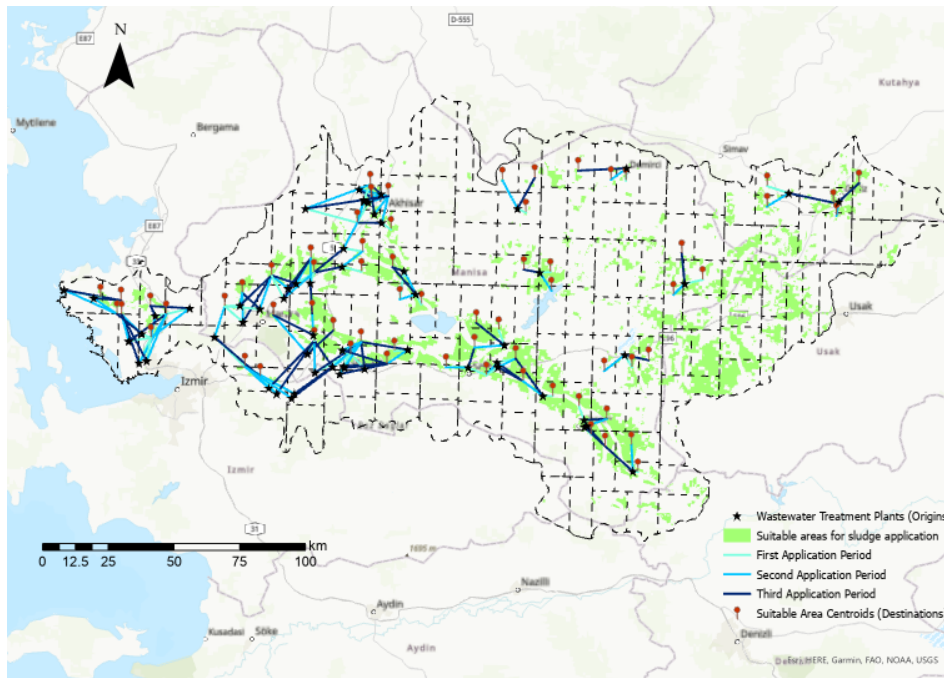 D-555
E87
N
Kutahya
Mytilene
Bergama
Simav
Demirci
Akhisar
E87
Manisa
Usak
Usak
Izmir
Izmir
31
Wastewater Treatment Plants (Origins
Suitable areas for sludge application
First Application Period
Second Application Period
Third Application Period
Suitable Area Centroids (Destinations
km
0 12.5 25 50 75 100
1695 m
Nazilli
Aydin
Kusadasi
Söke
Aydin
Denizli
HERE, Garmin, FAO, NOAA, USGS